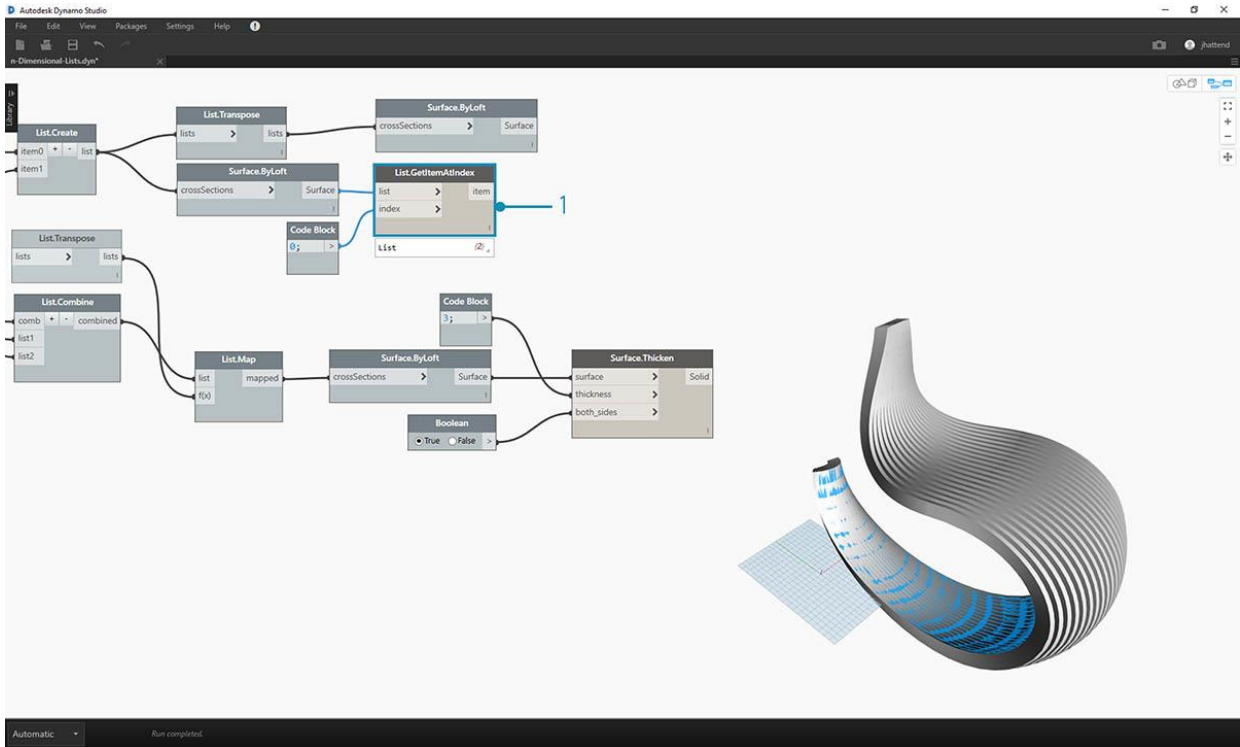 Autodesk Dynamo Studio
File Edit View Packages Settings Help !
jhattend
n-Dimensional-Lists.dyn*
Library
List.Create
item0 + - list
item1
List.Transpose
lists > lists
Surface.ByLoft
crossSections > Surface
Surface.ByLoft
crossSections > Surface
List.GetItemAtIndex
list > item
index >
1
Code Block
0; >
List
List.Transpose
lists > lists
List.Combine
comb + - combined
list1
list2
Code Block
3; >
List.Map
list mapped
f(x)
Surface.ByLoft
crossSections > Surface
Surface.Thicken
surface > Solid
thickness >
both_sides >
Boolean
True False >
Automatic
Run completed.